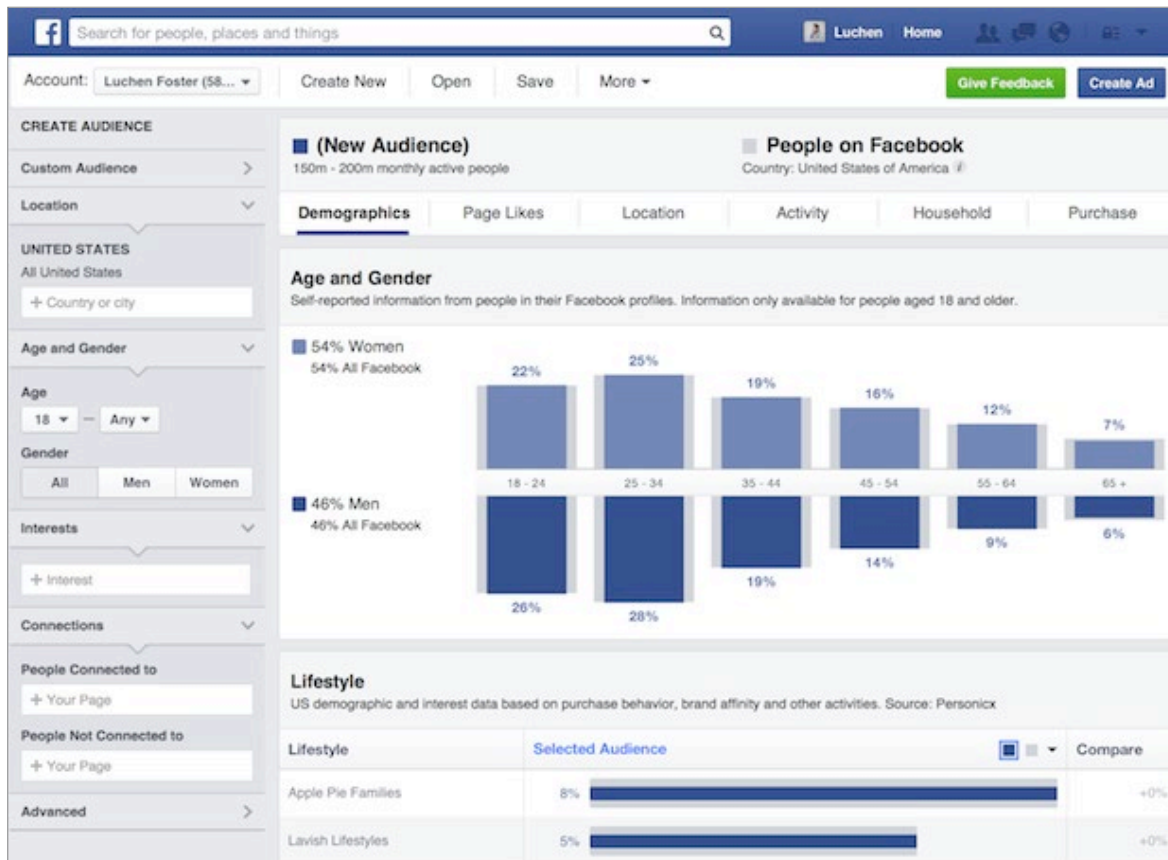 f Search for people, places and things Luchen Home
Account: Luchen Foster (58... Create New Open Save More Give Feedback Create Ad
CREATE AUDIENCE
Custom Audience
Location
UNITED STATES
All United States
+ Country or city
Age and Gender
Age
18 — Any
Gender
All Men Women
Interests
+ Interest
Connections
People Connected to
+ Your Page
People Not Connected to
+ Your Page
Advanced
(New Audience)
150m - 200m monthly active people
People on Facebook
Country: United States of America i
Demographics Page Likes Location Activity Household Purchase
Age and Gender
Self-reported information from people in their Facebook profiles. Information only available for people aged 18 and older.
54% Women
54% All Facebook
22% 25% 19% 16% 12% 7%
18 - 24 25 - 34 35 - 44 45 - 54 55 - 64 65 +
46% Men
46% All Facebook
26% 28% 19% 14% 9% 6%
Lifestyle
US demographic and interest data based on purchase behavior, brand affinity and other activities. Source: Personicx
Lifestyle Selected Audience Compare
Apple Pie Families 8% +0%
Lavish Lifestyles 5% +0%